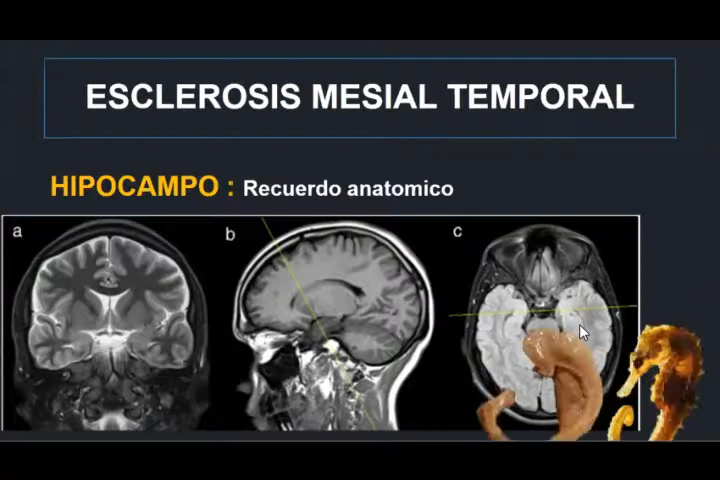 ESCLEROSIS MESIAL TEMPORAL
HIPOCAMPO : Recuerdo anatomico
a b c